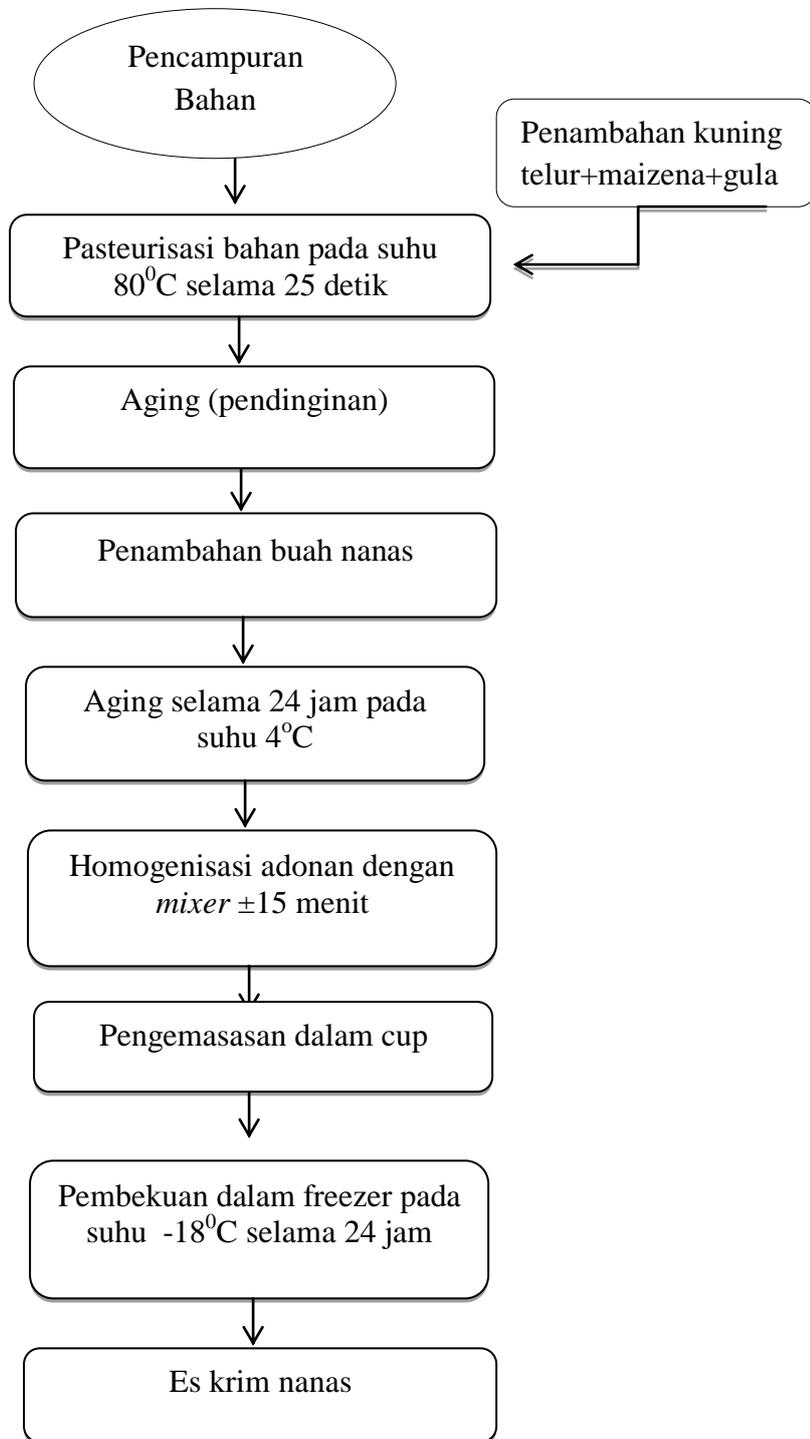 Pencampuran
Bahan
Penambahan kuning
telur+maizena+gula
Pasteurisasi bahan pada suhu
80⁰C selama 25 detik
Aging (pendinginan)
Penambahan buah nanas
Aging selama 24 jam pada
suhu 4ᵒC
Homogenisasi adonan dengan
mixer ±15 menit
Pengemasasan dalam cup
Pembekuan dalam freezer pada
suhu -18⁰C selama 24 jam
Es krim nanas